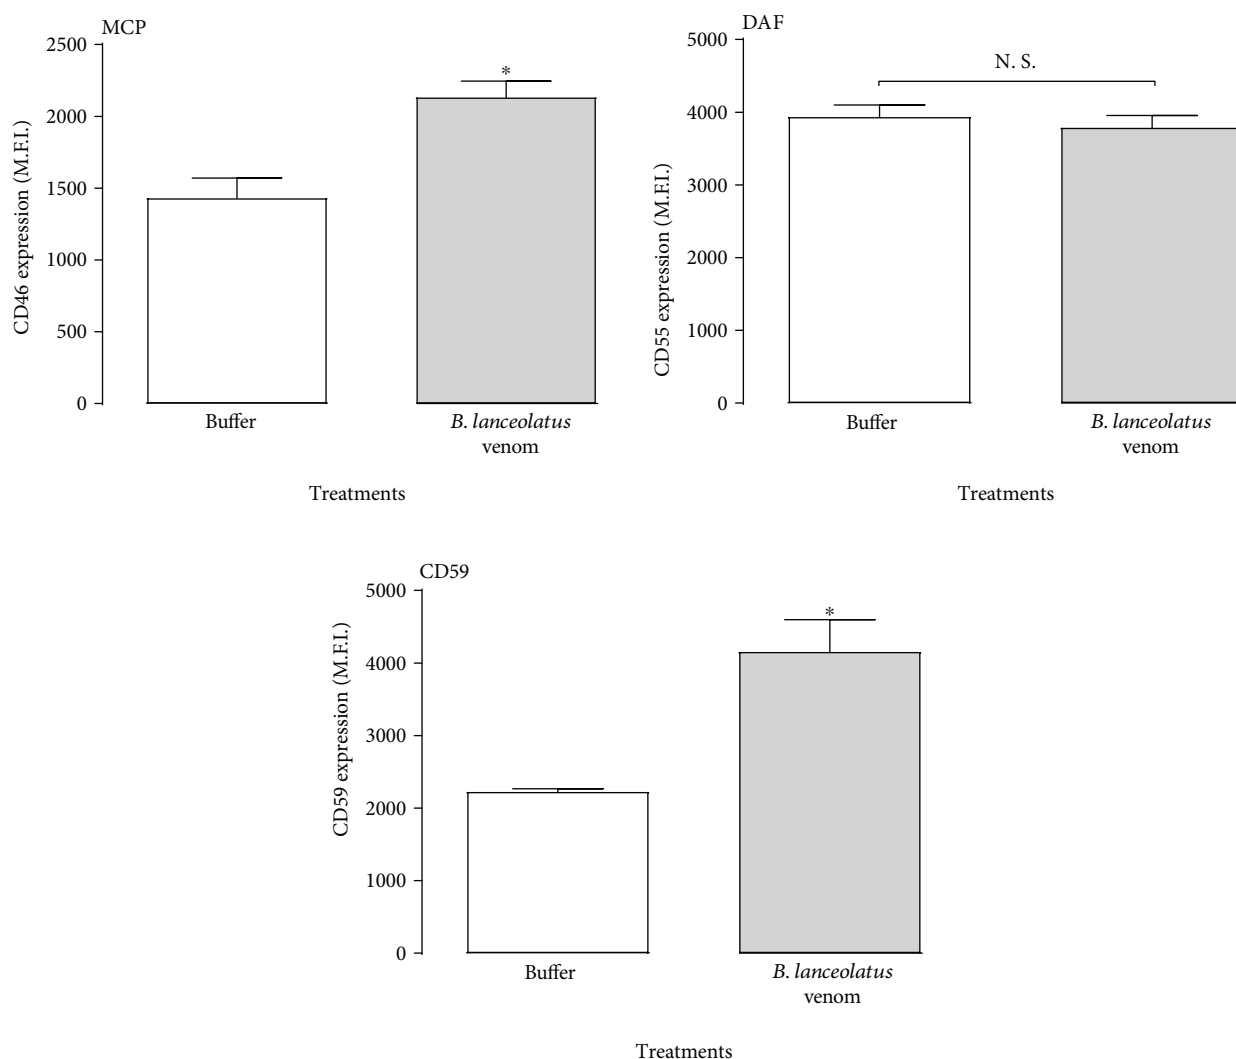 MCP
CD46 expression (M.F.I.)
2500
2000
1500
1000
500
0
Buffer
B. lanceolatus
venom
*
Treatments
DAF
CD55 expression (M.F.I.)
5000
4000
3000
2000
1000
0
N. S.
Buffer
B. lanceolatus
venom
Treatments
CD59
CD59 expression (M.F.I.)
5000
4000
3000
2000
1000
0
*
Buffer
B. lanceolatus
venom
Treatments